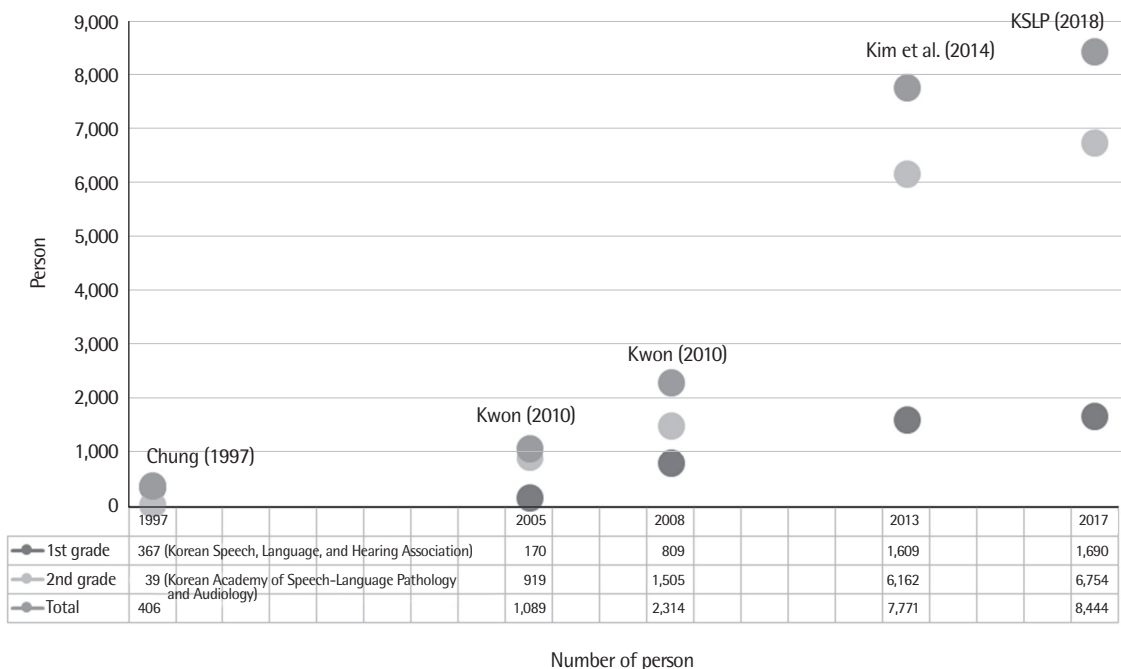 9,000
8,000
7,000
6,000
5,000
4,000
3,000
2,000
1,000
0
Person
KSLP (2018)
Kim et al. (2014)
Kwon (2010)
Kwon (2010)
Chung (1997)
1997 2005 2008 2013 2017
1st grade 367 (Korean Speech, Language, and Hearing Association) 170 809 1,609 1,690
2nd grade 39 (Korean Academy of Speech-Language Pathology 919 1,505 6,162 6,754
and Audiology)
Total 406 1,089 2,314 7,771 8,444
Number of person